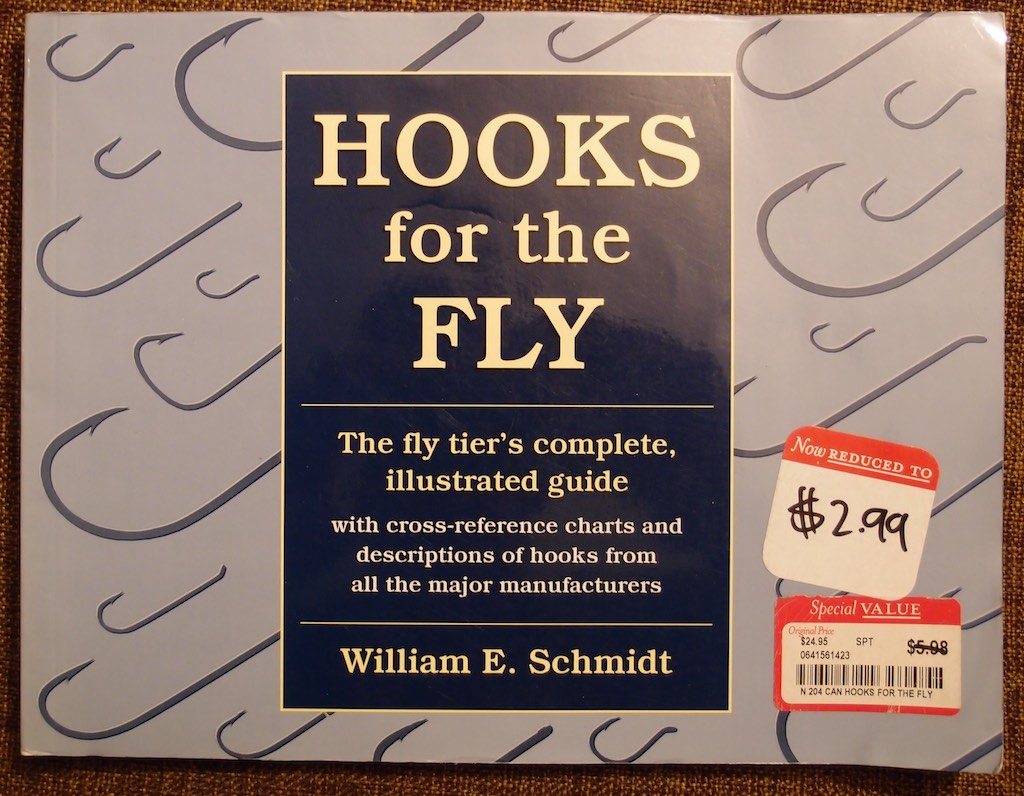 HOOKS
for the
FLY
The fly tier's complete,
illustrated guide
with cross-reference charts and
descriptions of hooks from
all the major manufacturers
William E. Schmidt
Now REDUCED TO
$2.99
Special VALUE
Original Price
$24.95 SPT $5.98
0641561423
N 204 CAN HOOKS FOR THE FLY